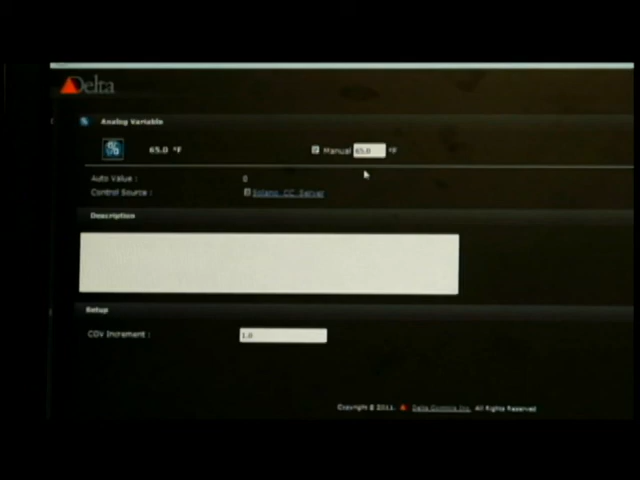 Delta
Analog Variable
65.0 °F
Manual 65.0 °F
Auto Value : 0
Control Source : Solano_CC_Server
Description
Setup
COV Increment : 1.0
Copyright © 2011. Delta Controls Inc. All Rights Reserved